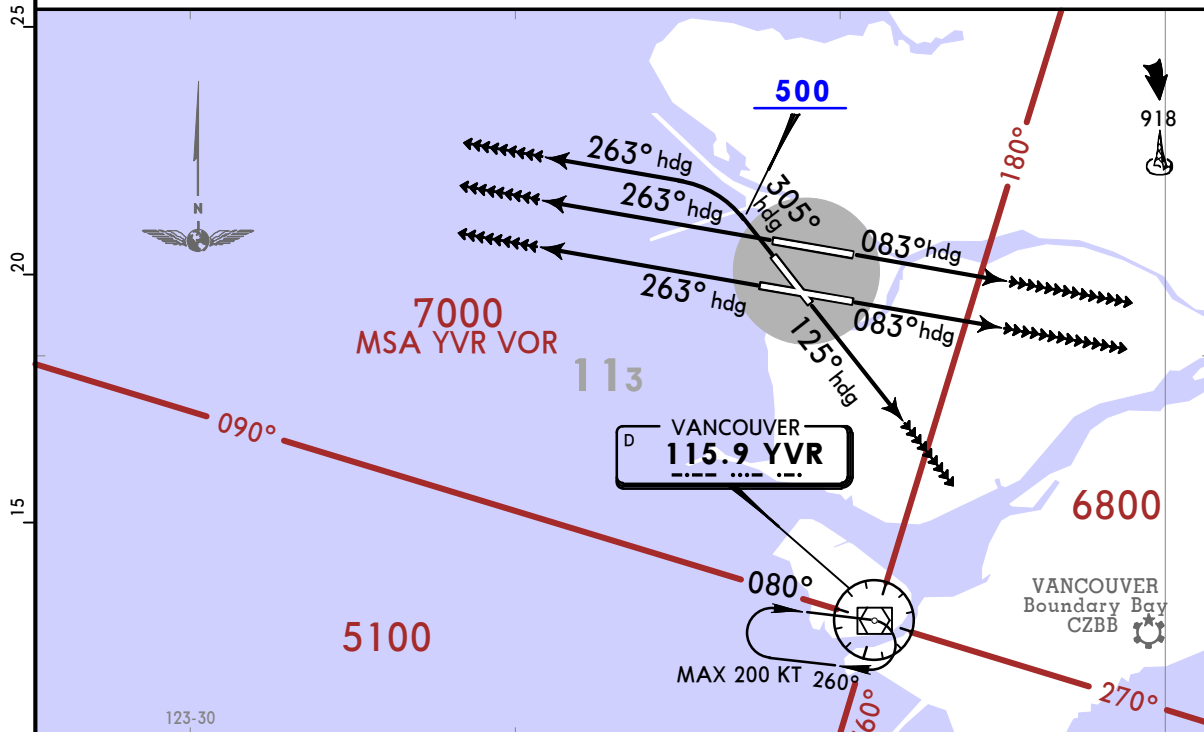 25
500
918
263° hdg
180°
305°
hdg
263° hdg
N
083° hdg
20
263° hdg
7000
MSA YVR VOR
083° hdg
125° hdg
113
090°
VANCOUVER
D
115.9 YVR
15
6800
080°
VANCOUVER
Boundary Bay
CZBB
5100
MAX 200 KT
260°
270°
123-30